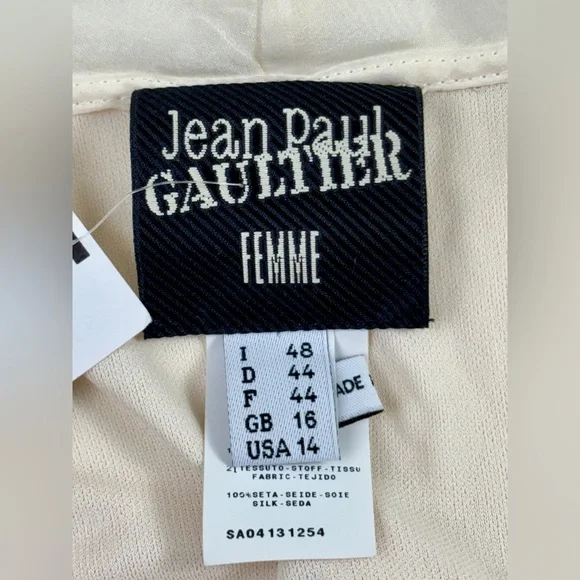 Jean Paul
GAULTIER
FEMME
I 48
D 44
F 44
GB 16
USA 14
ADE
2[TESSUTO-STOFF-TISSU
FABRIC-TEJIDO
100%SETA-SEIDE-SOIE
SILK-SEDA
SA04131254